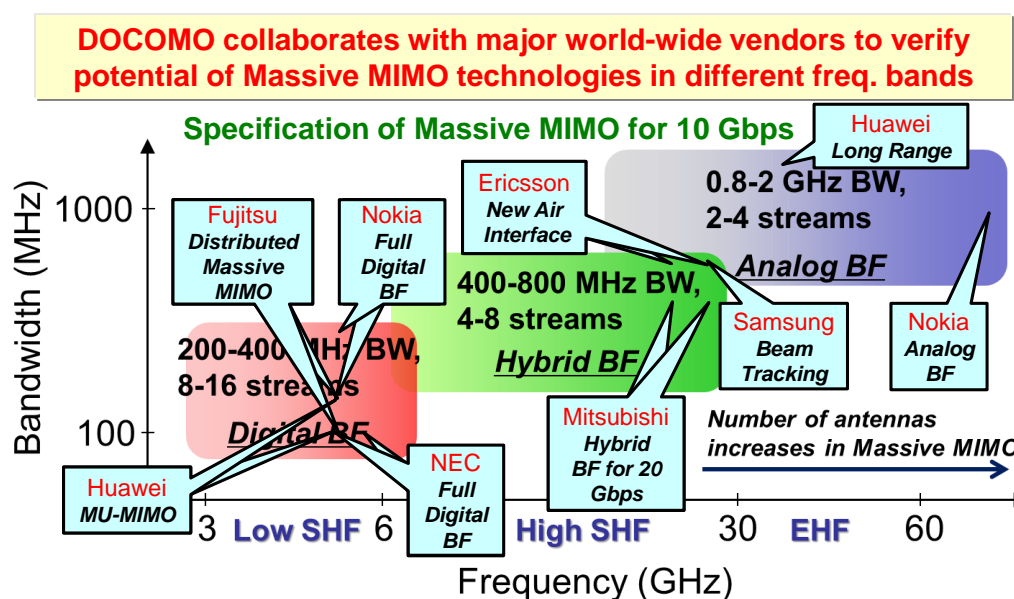 DOCOMO collaborates with major world-wide vendors to verify
potential of Massive MIMO technologies in different freq. bands
Specification of Massive MIMO for 10 Gbps
Huawei
Long Range
Ericsson
New Air
Interface
0.8-2 GHz BW,
2-4 streams
Analog BF
Fujitsu
Distributed
Massive
MIMO
Nokia
Full
Digital
BF
400-800 MHz BW,
4-8 streams
Hybrid BF
Samsung
Beam
Tracking
Nokia
Analog
BF
200-400 MHz BW,
8-16 streams
Digital BF
Mitsubishi
Hybrid
BF for 20
Gbps
Number of antennas
increases in Massive MIMO
Huawei
MU-MIMO
NEC
Full
Digital
BF
Bandwidth (MHz)
1000
100
3
Low SHF
6
High SHF
30
EHF
60
Frequency (GHz)